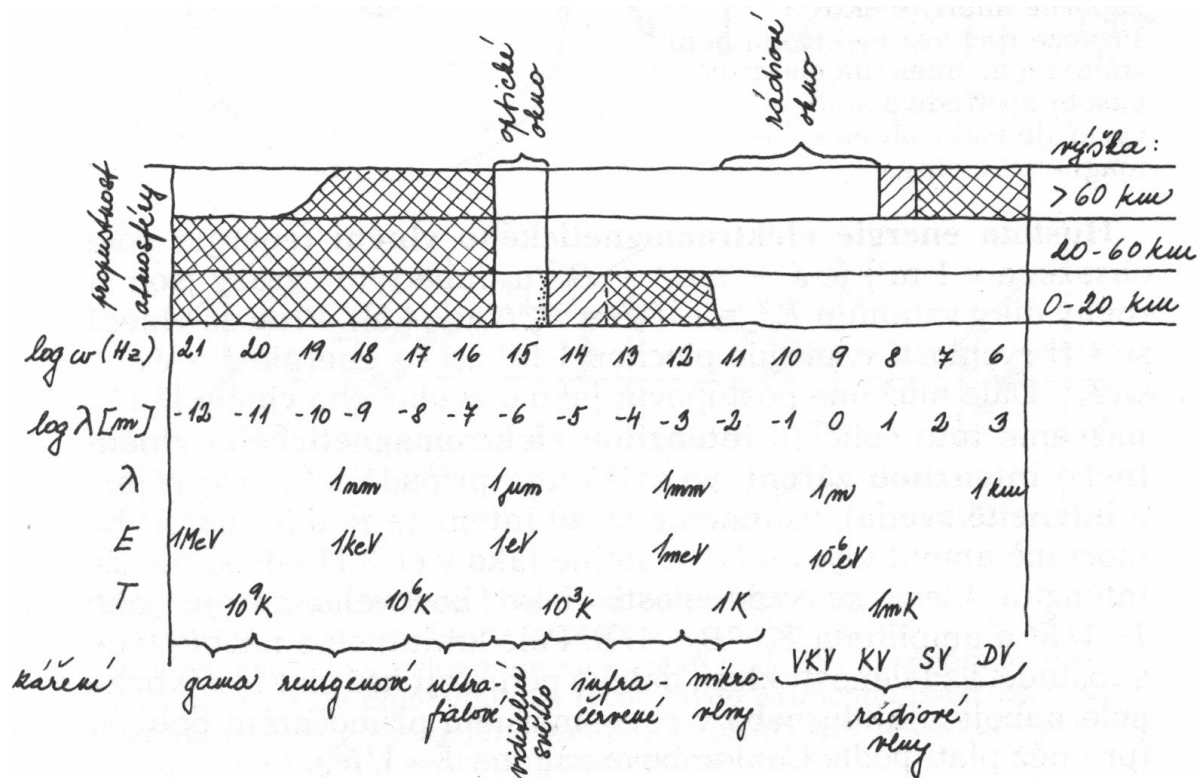 optické
okno
rádiové
okno
výška:
propustnost
atmosféry
>60 km
20-60 km
0-20 km
log ω (Hz) 21 20 19 18 17 16 15 14 13 12 11 10 9 8 7 6
log λ [m] -12 -11 -10 -9 -8 -7 -6 -5 -4 -3 -2 -1 0 1 2 3
λ 1nm 1μm 1mm 1m 1km
E 1MeV 1keV 1eV 1meV 10⁻⁶eV
T 10⁹K 10⁶K 10³K 1K 1mK
VKV KV SV DV
záření gama rentgenové ultra- viditelné infra- mikro-
fialové světlo červené vlny rádiové
vlny